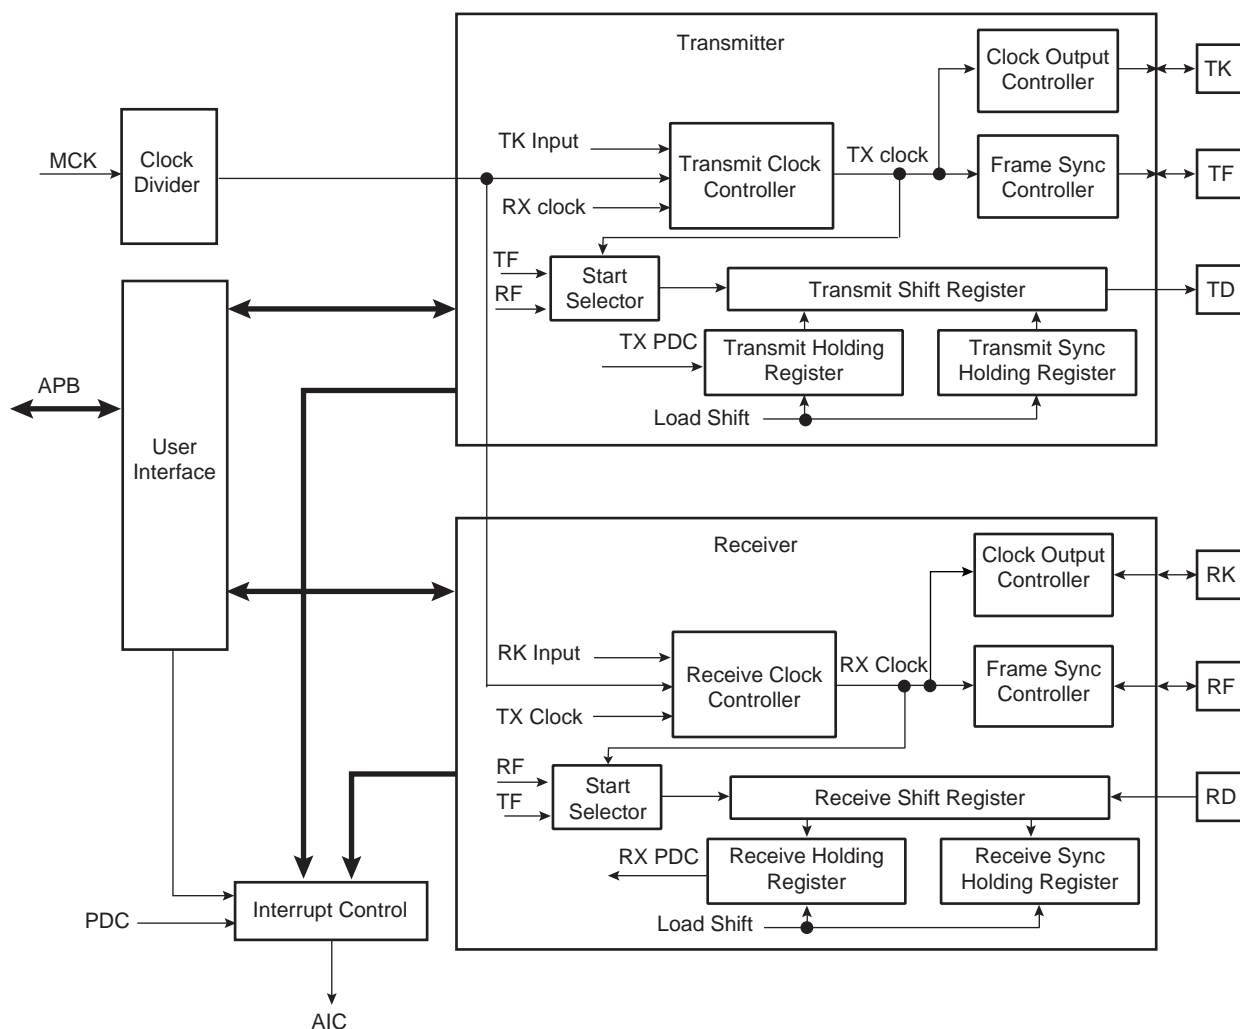 Transmitter
Clock Output
Controller
TK
MCK
Clock
Divider
TK Input
Transmit Clock
Controller
RX clock
TX clock
Frame Sync
Controller
TF
TF
RF
Start
Selector
Transmit Shift Register
TD
TX PDC
Transmit Holding
Register
Transmit Sync
Holding Register
Load Shift
APB
User
Interface
Receiver
Clock Output
Controller
RK
RK Input
Receive Clock
Controller
TX Clock
RX Clock
Frame Sync
Controller
RF
RF
TF
Start
Selector
Receive Shift Register
RD
RX PDC
Receive Holding
Register
Receive Sync
Holding Register
Load Shift
PDC
Interrupt Control
AIC